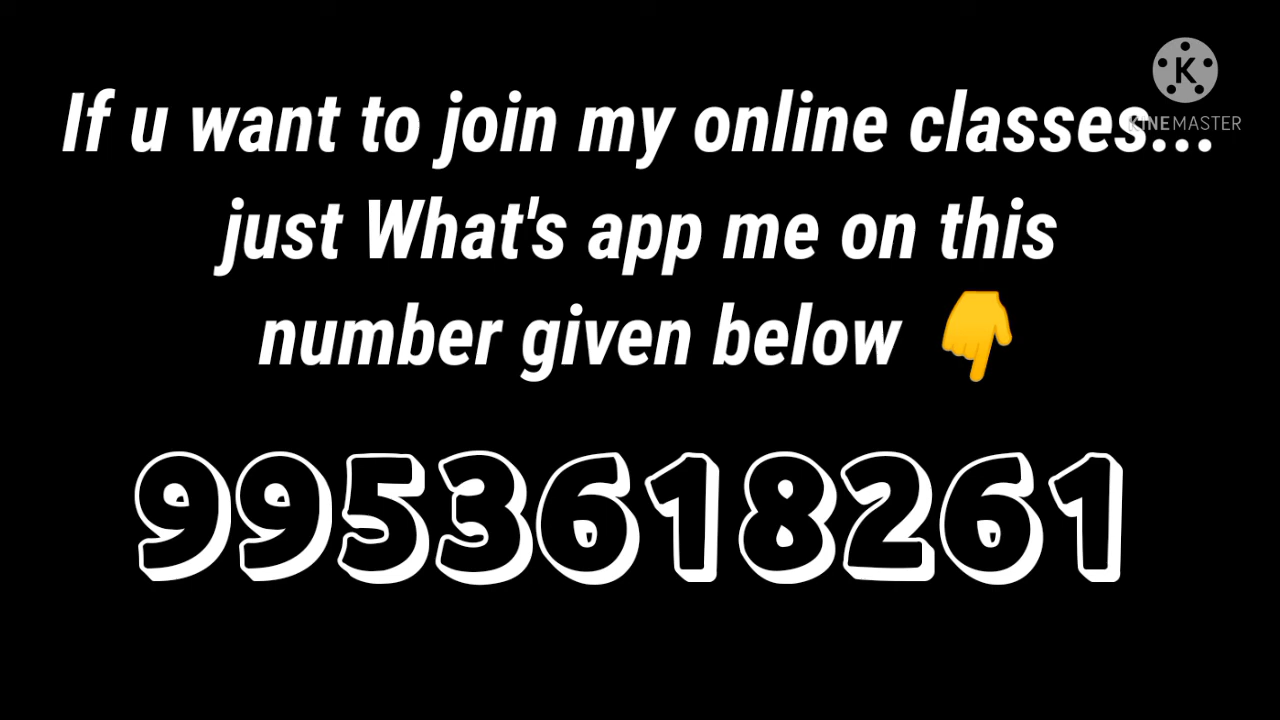 If u want to join my online classes...
just What's app me on this
number given below 👇
9953618261
KINEMASTER